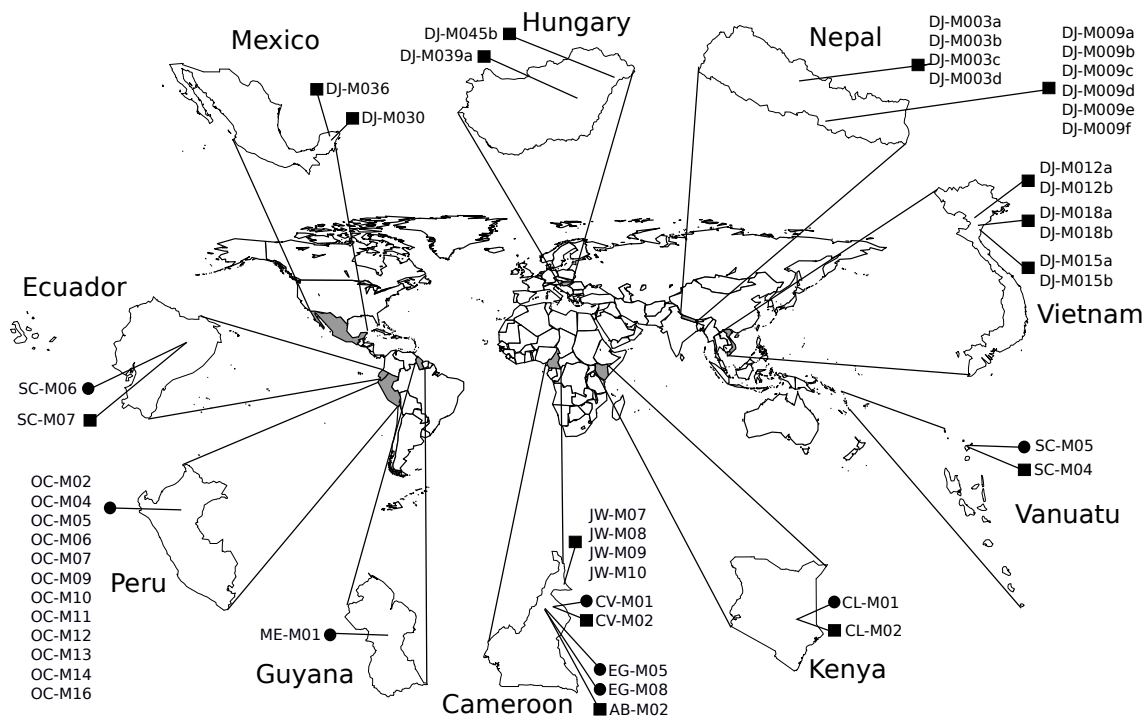 Mexico
DJ-M036
DJ-M030
Hungary
DJ-M045b
DJ-M039a
Nepal
DJ-M003a
DJ-M003b
DJ-M003c
DJ-M003d
DJ-M009a
DJ-M009b
DJ-M009c
DJ-M009d
DJ-M009e
DJ-M009f
DJ-M012a
DJ-M012b
DJ-M018a
DJ-M018b
DJ-M015a
DJ-M015b
Vietnam
Ecuador
SC-M06
SC-M07
SC-M05
SC-M04
Vanuatu
OC-M02
OC-M04
OC-M05
OC-M06
OC-M07
OC-M09
OC-M10
OC-M11
OC-M12
OC-M13
OC-M14
OC-M16
Peru
ME-M01
Guyana
JW-M07
JW-M08
JW-M09
JW-M10
CV-M01
CV-M02
EG-M05
EG-M08
AB-M02
Cameroon
CL-M01
CL-M02
Kenya